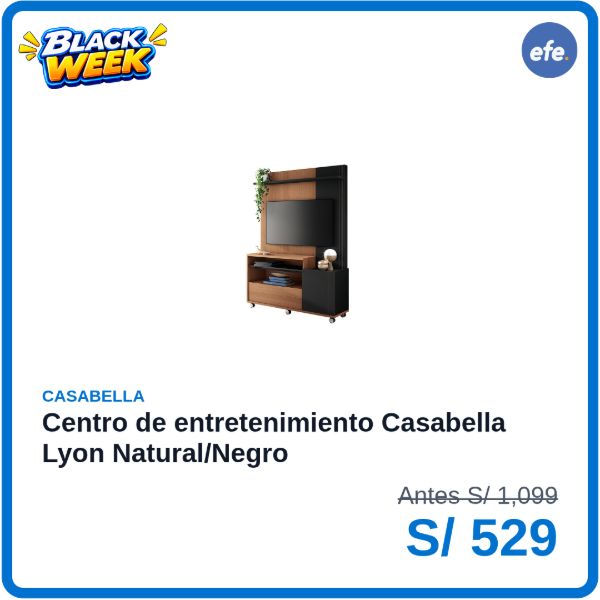 BLACK
WEEK
efe.
CASABELLA
Centro de entretenimiento Casabella
Lyon Natural/Negro
Antes S/ 1,099
S/ 529